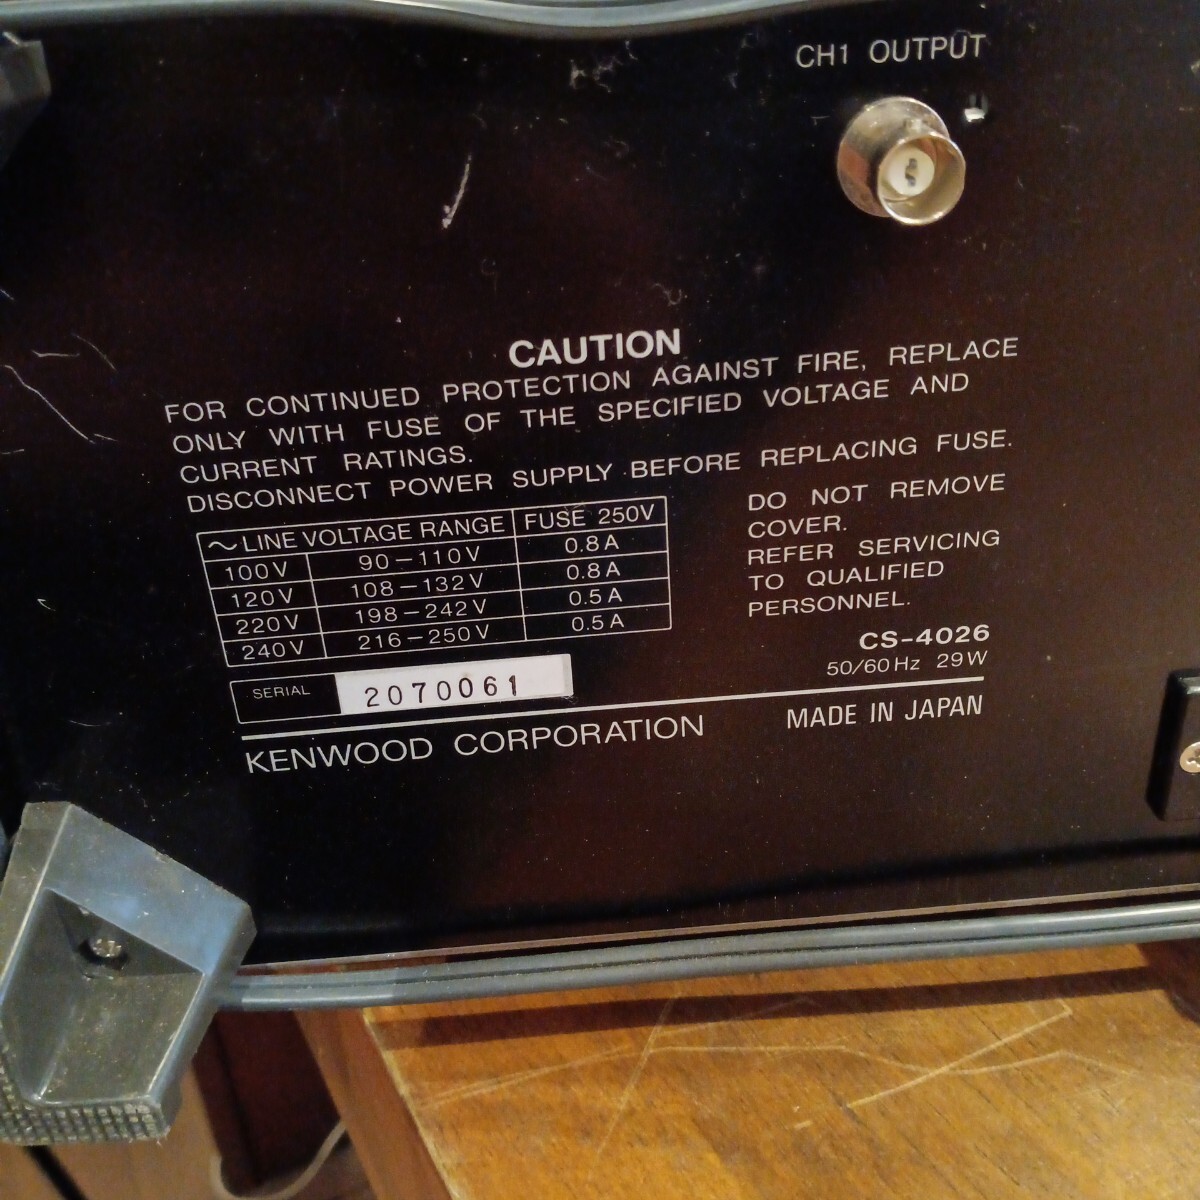 CH1 OUTPUT
CAUTION
FOR CONTINUED PROTECTION AGAINST FIRE, REPLACE
ONLY WITH FUSE OF THE SPECIFIED VOLTAGE AND
CURRENT RATINGS.
DISCONNECT POWER SUPPLY BEFORE REPLACING FUSE.
～LINE VOLTAGE RANGE FUSE 250V
100V 90-110V 0.8A
120V 108-132V 0.8A
220V 198-242V 0.5A
240V 216-250V 0.5A
DO NOT REMOVE
COVER.
REFER SERVICING
TO QUALIFIED
PERSONNEL.
CS-4026
50/60Hz 29W
SERIAL 2070061
KENWOOD CORPORATION MADE IN JAPAN